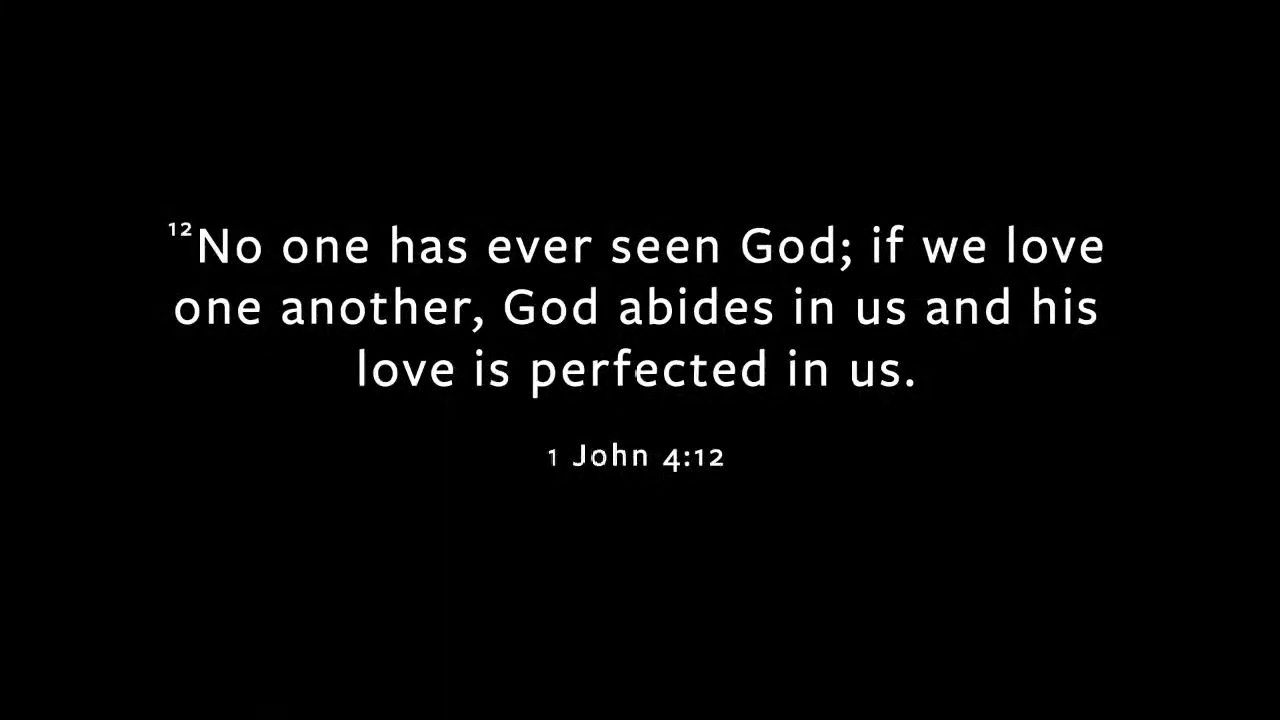 ¹²No one has ever seen God; if we love
one another, God abides in us and his
love is perfected in us.
1 John 4:12